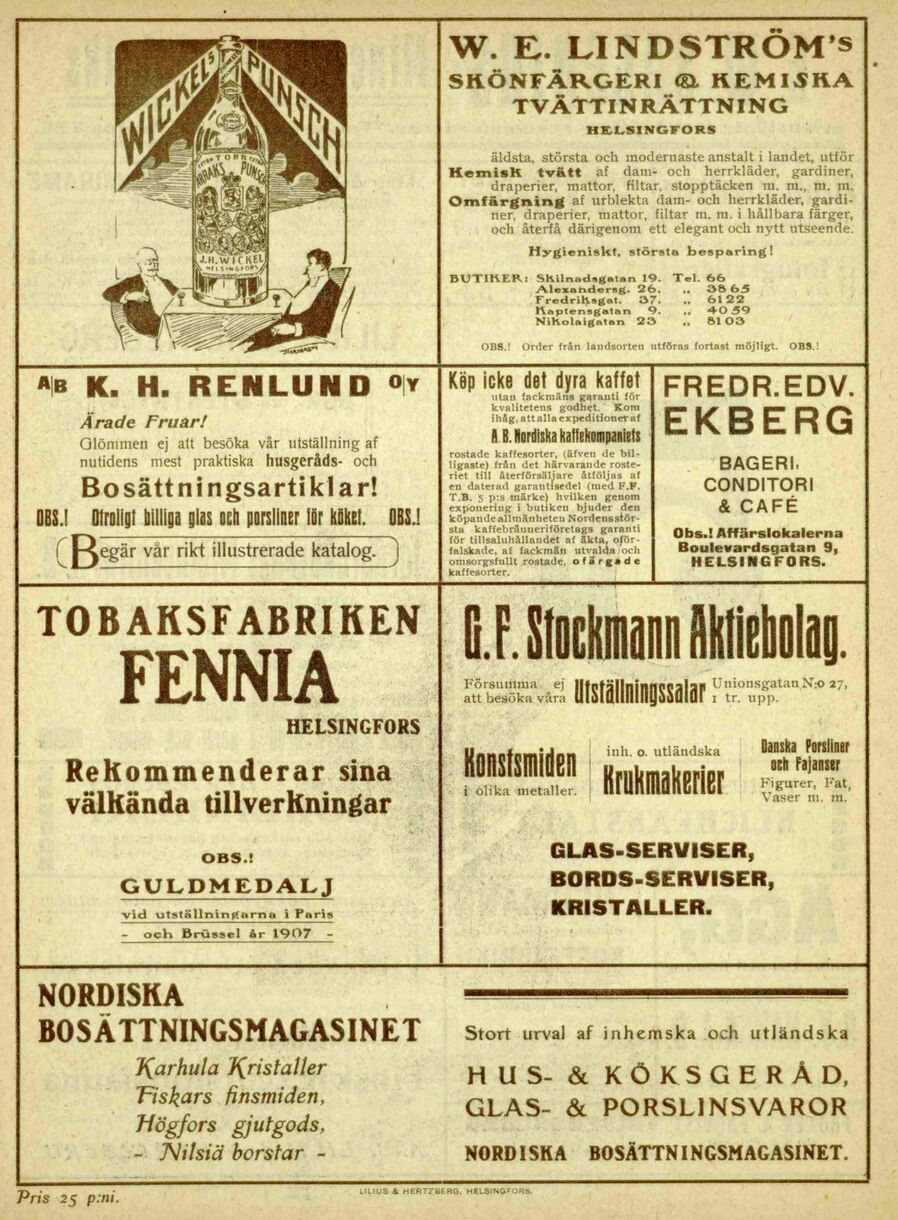 WICKEL'S PUNSCH
EXTRA TORR EXTRA
ARRAKS PUNSCH
J.H. WICKEL
HELSINGFORS
W. E. LINDSTRÖM's
SKÖNFÄRGERI & KEMISKA
TVÄTTINRÄTTNING
HELSINGFORS
äldsta, största och modernaste anstalt i landet, utför
Kemisk tvätt af dam- och herrkläder, gardiner,
draperier, mattor, filtar, stopptäcken m. m., m. m.
Omfärgning af urblekta dam- och herrkläder, gardi-
ner, draperier, mattor, filtar m. m. i hållbara färger,
och återfå därigenom ett elegant och nytt utseende.
Hygieniskt, största besparing!
BUTIKER: Skilnadsgatan 19. Tel. 66
Alexandersg. 26. „ 38 65
Fredriksgat. 37. „ 61 22
Kaptensgatan 9. „ 40 59
Nikolaigatan 23 „ 81 03
OBS.! Order från landsorten utföras fortast möjligt. OBS.!
A|B K. H. RENLUND O|Y
Ärade Fruar!
Glömmen ej att besöka vår utställning af
nutidens mest praktiska husgeråds- och
Bosättningsartiklar!
OBS.! Otroligt billiga glas och porsliner för köket. OBS.!
Begär vår rikt illustrerade katalog.
Köp icke det dyra kaffet
utan fackmäns garanti för
kvalitetens godhet. Kom
ihåg, att alla expeditioner af
A. B. Nordiska kaffekompaniets
rostade kaffesorter, (äfven de bil-
ligaste) från det härvarande roste-
riet till återförsäljare åtföljas af
en daterad garantisedel (med F.F.
T.B. 5 p:s märke) hvilken genom
exponering i butiken bjuder den
köpande allmänheten Nordens stör-
sta kaffebränneriföretags garanti
för tillsaluhållandet af äkta, oför-
falskade, af fackmän utvalda och
omsorgsfullt rostade, ofärgade
kaffesorter.
FREDR. EDV.
EKBERG
BAGERI,
CONDITORI
& CAFÉ
Obs.! Affärslokalerna
Boulevardsgatan 9,
HELSINGFORS.
TOBAKSFABRIKEN
FENNIA
HELSINGFORS
Rekommenderar sina
välkända tillverkningar
OBS.!
GULDMEDALJ
vid utställningarna i Paris
- och Brüssel år 1907 -
G. F. Stockmann Aktiebolag.
Försumma ej
att besöka våra Utställningssalar Unionsgatan N:o 27,
1 tr. upp.
Konstsmiden
i olika metaller.
inh. o. utländska
Krukmakerier
Danska Porsliner
och Fajanser
Figurer, Fat,
Vaser m. m.
GLAS-SERVISER,
BORDS-SERVISER,
KRISTALLER.
NORDISKA
BOSÄTTNINGSMAGASINET
Karhula Kristaller
Fiskars finsmiden,
Högfors gjutgods,
- Nilsiä borstar -
Stort urval af inhemska och utländska
HUS- & KÖKSGERÅD,
GLAS- & PORSLINSVAROR
NORDISKA BOSÄTTNINGSMAGASINET.
Pris 25 p:ni.
LILIUS & HERTZBERG, HELSINGFORS.